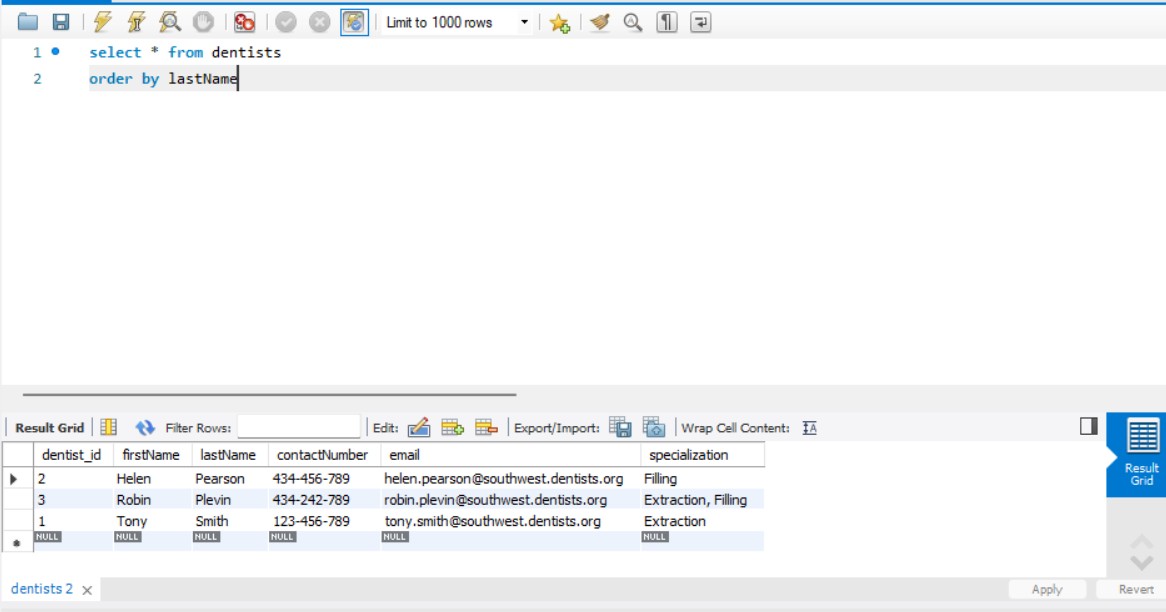 Limit to 1000 rows
1 select * from dentists
2 order by lastName
Result Grid Filter Rows: Edit: Export/Import: Wrap Cell Content: IA
Result Grid
dentist_id firstName lastName contactNumber email specialization
2 Helen Pearson 434-456-789 helen.pearson@southwest.dentists.org Filling
3 Robin Plevin 434-242-789 robin.plevin@southwest.dentists.org Extraction, Filling
1 Tony Smith 123-456-789 tony.smith@southwest.dentists.org Extraction
NULL NULL NULL NULL NULL NULL
dentists 2 Apply Revert